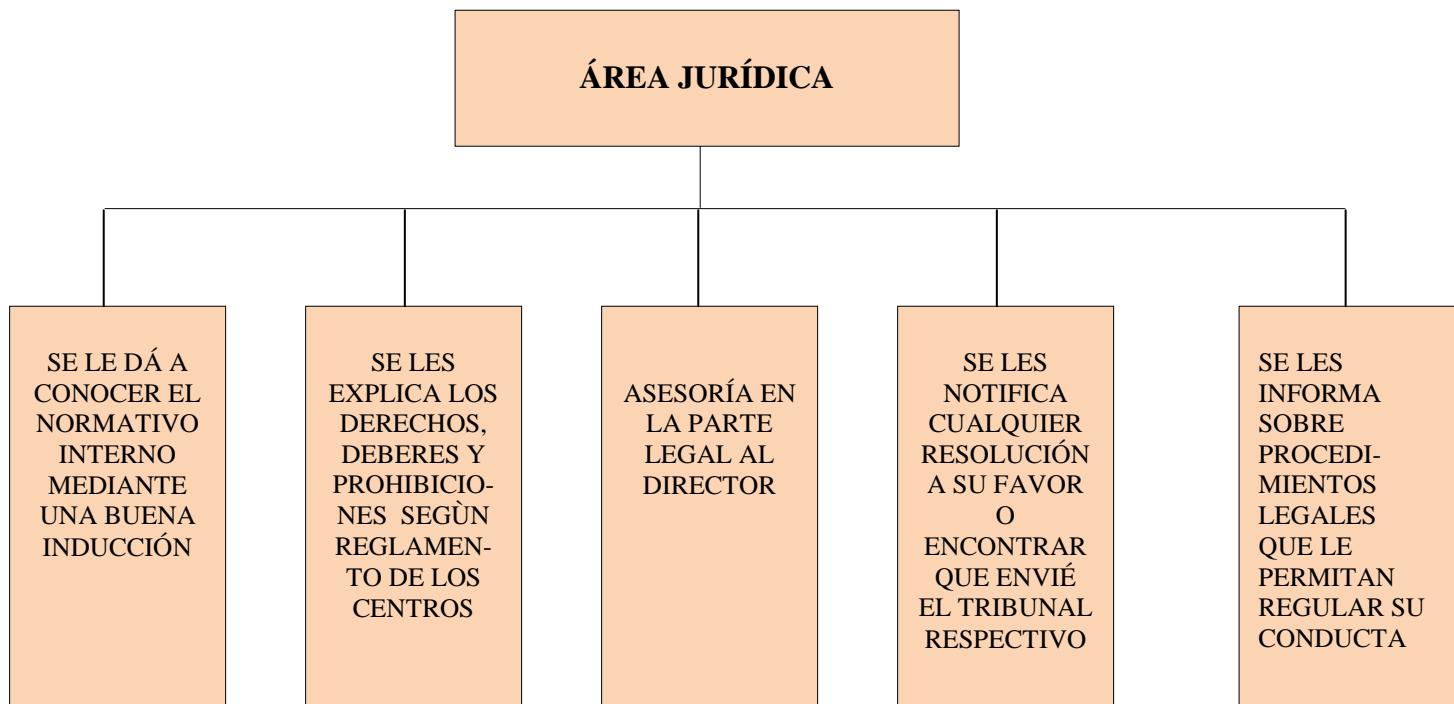 ÁREA JURÍDICA
SE LE DÁ A
CONOCER EL
NORMATIVO
INTERNO
MEDIANTE
UNA BUENA
INDUCCIÓN
SE LES
EXPLICA LOS
DERECHOS,
DEBERES Y
PROHIBICIO-
NES SEGÙN
REGLAMEN-
TO DE LOS
CENTROS
ASESORÍA EN
LA PARTE
LEGAL AL
DIRECTOR
SE LES
NOTIFICA
CUALQUIER
RESOLUCIÓN
A SU FAVOR
O
ENCONTRAR
QUE ENVIÉ
EL TRIBUNAL
RESPECTIVO
SE LES
INFORMA
SOBRE
PROCEDI-
MIENTOS
LEGALES
QUE LE
PERMITAN
REGULAR SU
CONDUCTA